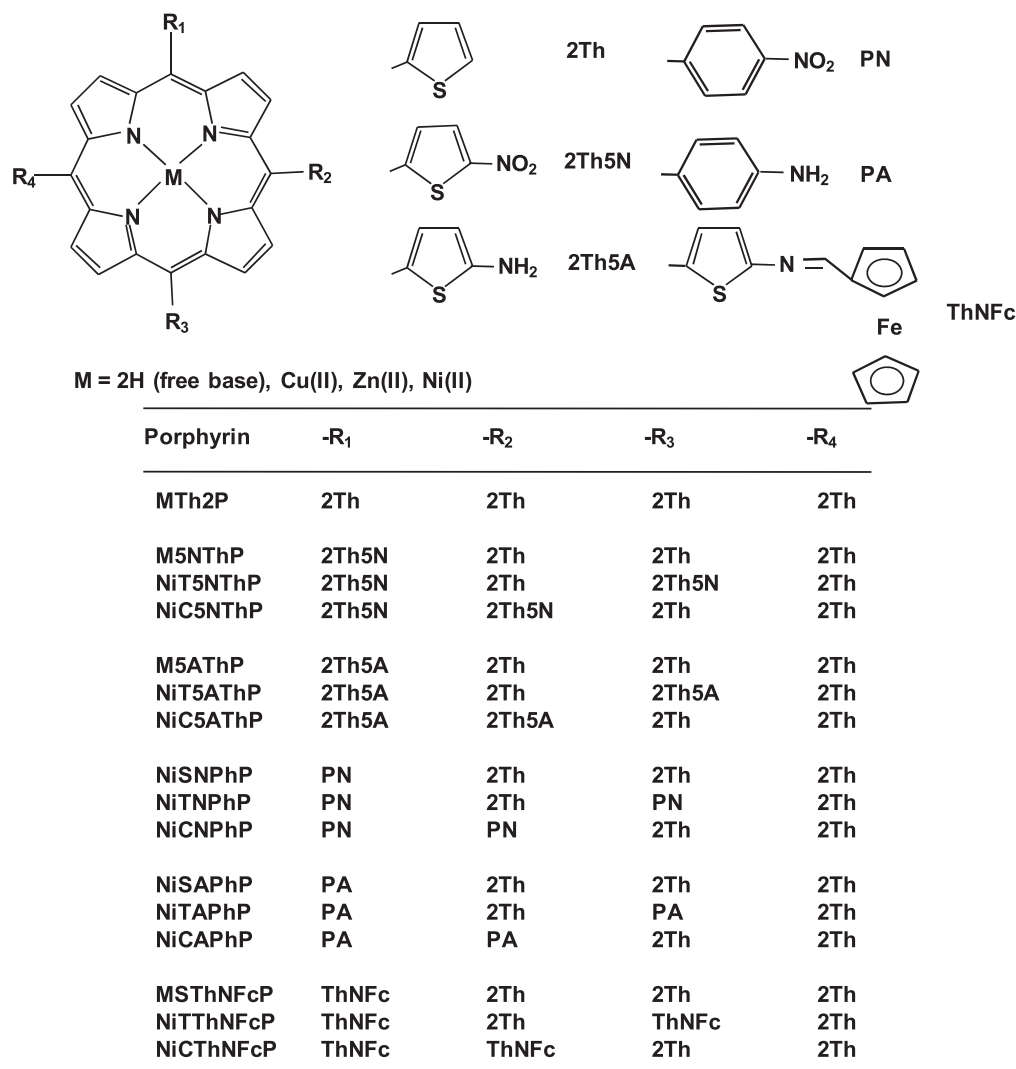 R₁
N N
M
N N
R₄
R₂
R₃
S
2Th
NO₂
PN
S
NO₂
2Th5N
NH₂
PA
S
NH₂
2Th5A
S
N
Fe
ThNFc
M = 2H (free base), Cu(II), Zn(II), Ni(II)
Porphyrin -R₁ -R₂ -R₃ -R₄
MTh2P 2Th 2Th 2Th 2Th
M5NThP 2Th5N 2Th 2Th 2Th
NiT5NThP 2Th5N 2Th 2Th5N 2Th
NiC5NThP 2Th5N 2Th5N 2Th 2Th
M5AThP 2Th5A 2Th 2Th 2Th
NiT5AThP 2Th5A 2Th 2Th5A 2Th
NiC5AThP 2Th5A 2Th5A 2Th 2Th
NiSNPhP PN 2Th 2Th 2Th
NiTNPhP PN 2Th PN 2Th
NiCNPhP PN PN 2Th 2Th
NiSAPhP PA 2Th 2Th 2Th
NiTAPhP PA 2Th PA 2Th
NiCAPhP PA PA 2Th 2Th
MSThNFcP ThNFc 2Th 2Th 2Th
NiTThNFcP ThNFc 2Th ThNFc 2Th
NiCThNFcP ThNFc ThNFc 2Th 2Th